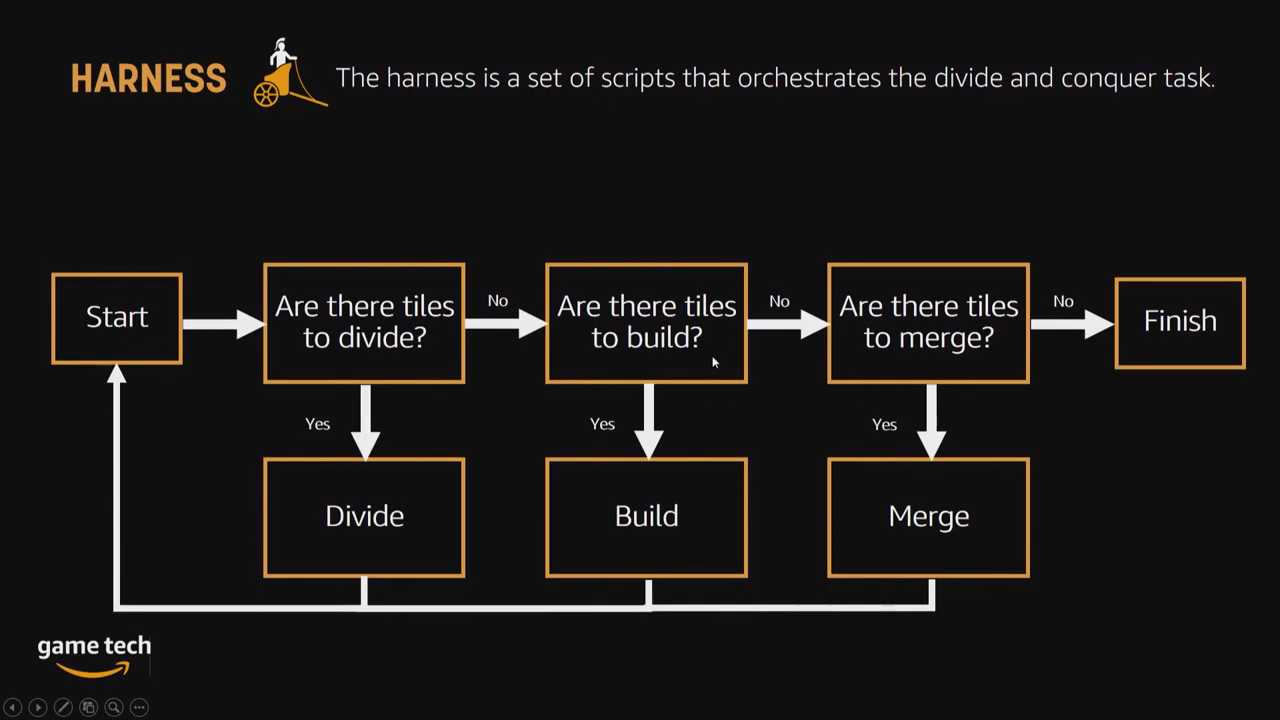 HARNESS
The harness is a set of scripts that orchestrates the divide and conquer task.
Start
Are there tiles
to divide?
No
Are there tiles
to build?
No
Are there tiles
to merge?
No
Finish
Yes
Yes
Yes
Divide
Build
Merge
game tech